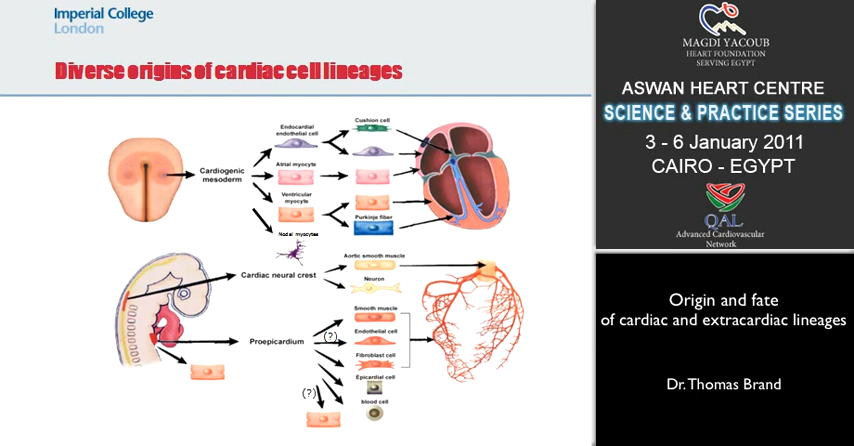 Imperial College
London
Diverse origins of cardiac cell lineages
Cardiogenic
mesoderm
Endocardial
endothelial cell
Cushion cell
Atrial myocyte
Ventricular
myocyte
Purkinje fiber
Nodal myocytes
Cardiac neural crest
Aortic smooth muscle
Neuron
Proepicardium
Smooth muscle
(?)
Endothelial cell
Fibroblast cell
Epicardial cell
(?)
blood cell
MAGDI YACOUB
HEART FOUNDATION
SERVING EGYPT
ASWAN HEART CENTRE
SCIENCE & PRACTICE SERIES
3 - 6 January 2011
CAIRO - EGYPT
QAL
Advanced Cardiovascular
Network
Origin and fate
of cardiac and extracardiac lineages
Dr. Thomas Brand